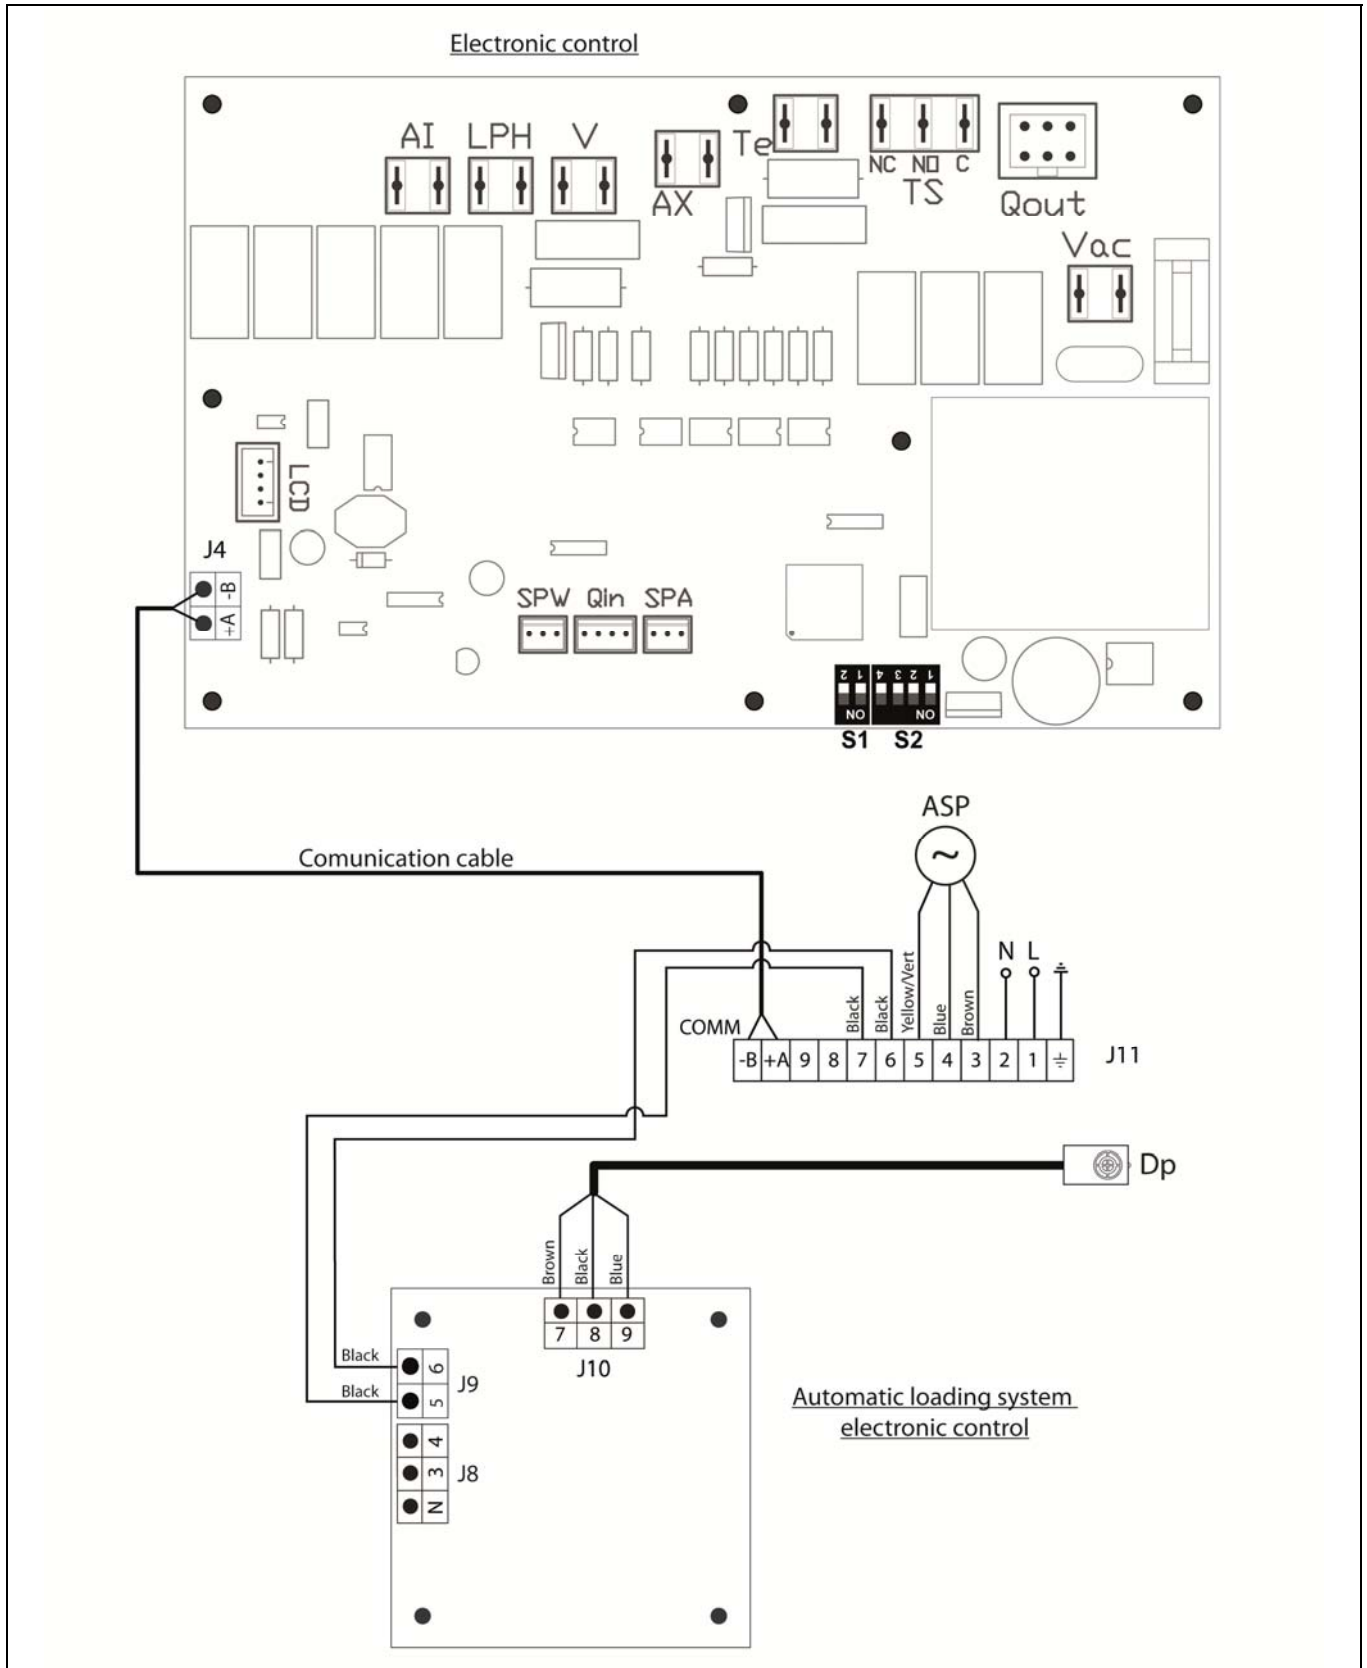 Electronic control
AI LPH V
AX
Te
NC NO C
TS
Qout
Vac
LCD
J4
-B
+A
SPW Qin SPA
2 1
ON
4 3 2 1
ON
S1 S2
ASP
~
Comunication cable
N L
Black
Black
Yellow/Vert
Blue
Brown
COMM
-B +A 9 8 7 6 5 4 3 2 1
J11
Dp
Brown
Black
Blue
7 8 9
J10
Black
6
Black
5
J9
4
3
N
J8
Automatic loading system
electronic control